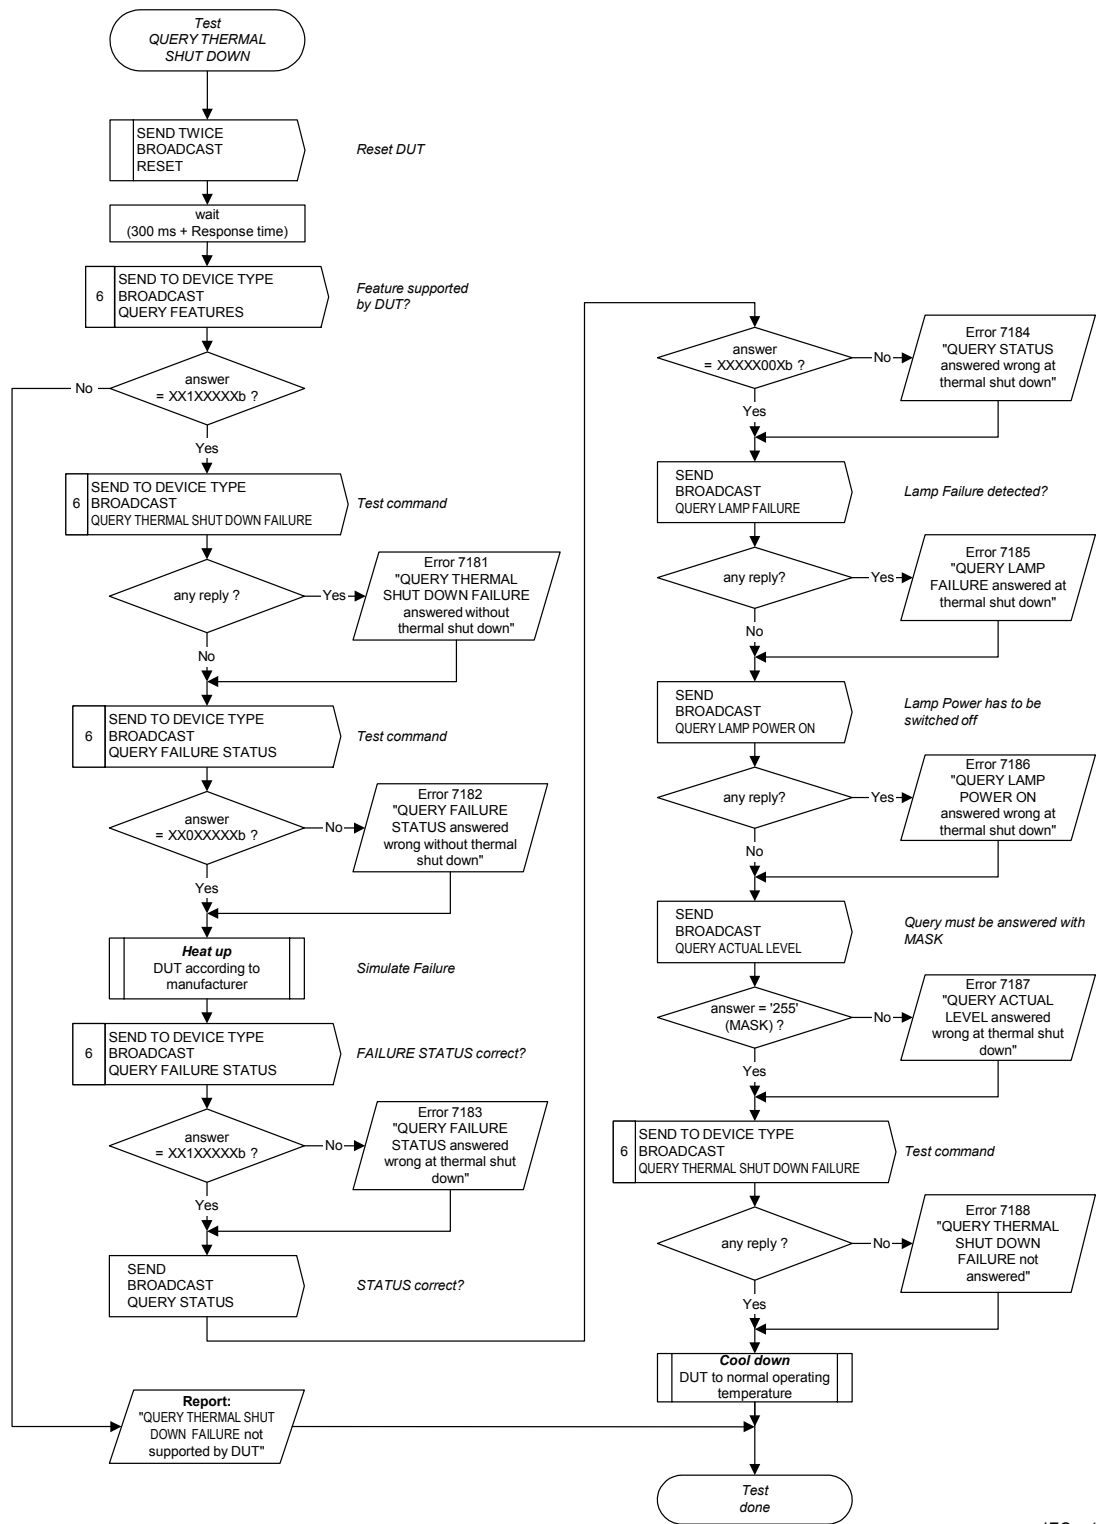 Test
QUERY THERMAL
SHUT DOWN
SEND TWICE
BROADCAST
RESET
Reset DUT
wait
(300 ms + Response time)
6
SEND TO DEVICE TYPE
BROADCAST
QUERY FEATURES
Feature supported
by DUT?
answer
= XX1XXXXXb ?
No
Yes
6
SEND TO DEVICE TYPE
BROADCAST
QUERY THERMAL SHUT DOWN FAILURE
Test command
any reply ?
Yes
Error 7181
"QUERY THERMAL
SHUT DOWN FAILURE
answered without
thermal shut down"
No
6
SEND TO DEVICE TYPE
BROADCAST
QUERY FAILURE STATUS
Test command
answer
= XX0XXXXXb ?
No
Error 7182
"QUERY FAILURE
STATUS answered
wrong without thermal
shut down"
Yes
Heat up
DUT according to
manufacturer
Simulate Failure
6
SEND TO DEVICE TYPE
BROADCAST
QUERY FAILURE STATUS
FAILURE STATUS correct?
answer
= XX1XXXXXb ?
No
Error 7183
"QUERY FAILURE
STATUS answered
wrong at thermal shut
down"
Yes
SEND
BROADCAST
QUERY STATUS
STATUS correct?
answer
= XXXXX00Xb ?
No
Error 7184
"QUERY STATUS
answered wrong at
thermal shut down"
Yes
SEND
BROADCAST
QUERY LAMP FAILURE
Lamp Failure detected?
any reply?
Yes
Error 7185
"QUERY LAMP
FAILURE answered at
thermal shut down"
No
SEND
BROADCAST
QUERY LAMP POWER ON
Lamp Power has to be
switched off
any reply?
Yes
Error 7186
"QUERY LAMP
POWER ON
answered wrong at
thermal shut down"
No
SEND
BROADCAST
QUERY ACTUAL LEVEL
Query must be answered with
MASK
answer = '255'
(MASK) ?
No
Error 7187
"QUERY ACTUAL
LEVEL answered
wrong at thermal shut
down"
Yes
6
SEND TO DEVICE TYPE
BROADCAST
QUERY THERMAL SHUT DOWN FAILURE
Test command
any reply ?
No
Error 7188
"QUERY THERMAL
SHUT DOWN
FAILURE not
answered"
Yes
Cool down
DUT to normal operating
temperature
Report:
"QUERY THERMAL SHUT
DOWN FAILURE not
supported by DUT"
Test
done